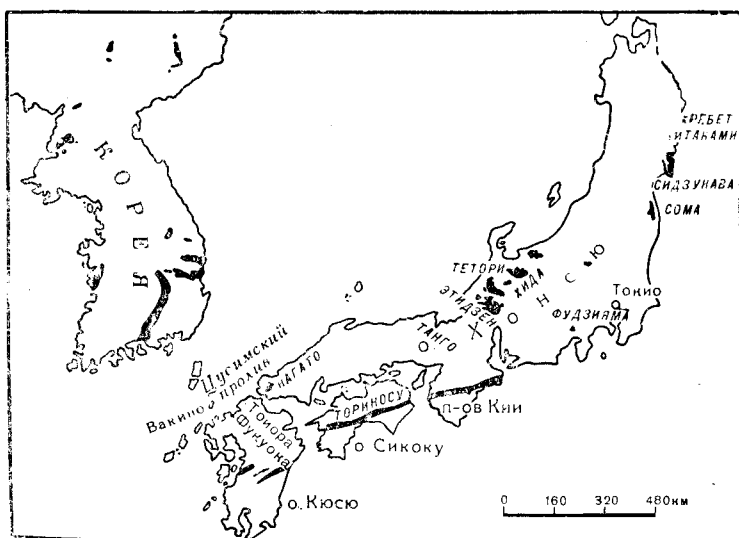 КОРЕЯ
ХРЕБЕТ
КИТАКАМИ
СИДЗУКАВА
СОМА
ТЕТОРИ
ХИДА
ЭТИДЗЕН
ХОНСЮ
Токио
ФУДЗИЯМА
ТАНГО
Цусимский
пролив
НАГАТО
Вакино
ТОРИНОСУ
п-ов Кии
Тоиора
Фукуока
о Сикоку
о. Кюсю
0 160 320 480км